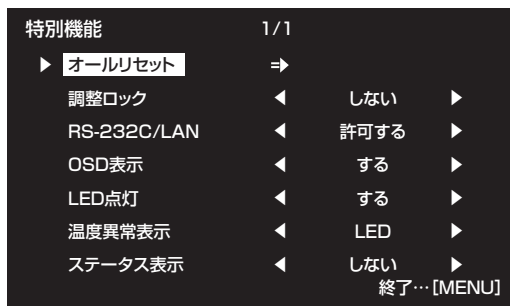 特別機能 1/1
▶ オールリセット ⇒
調整ロック ◀ しない ▶
RS-232C/LAN ◀ 許可する ▶
OSD表示 ◀ する ▶
LED点灯 ◀ する ▶
温度異常表示 ◀ LED ▶
ステータス表示 ◀ しない ▶
終了…[MENU]